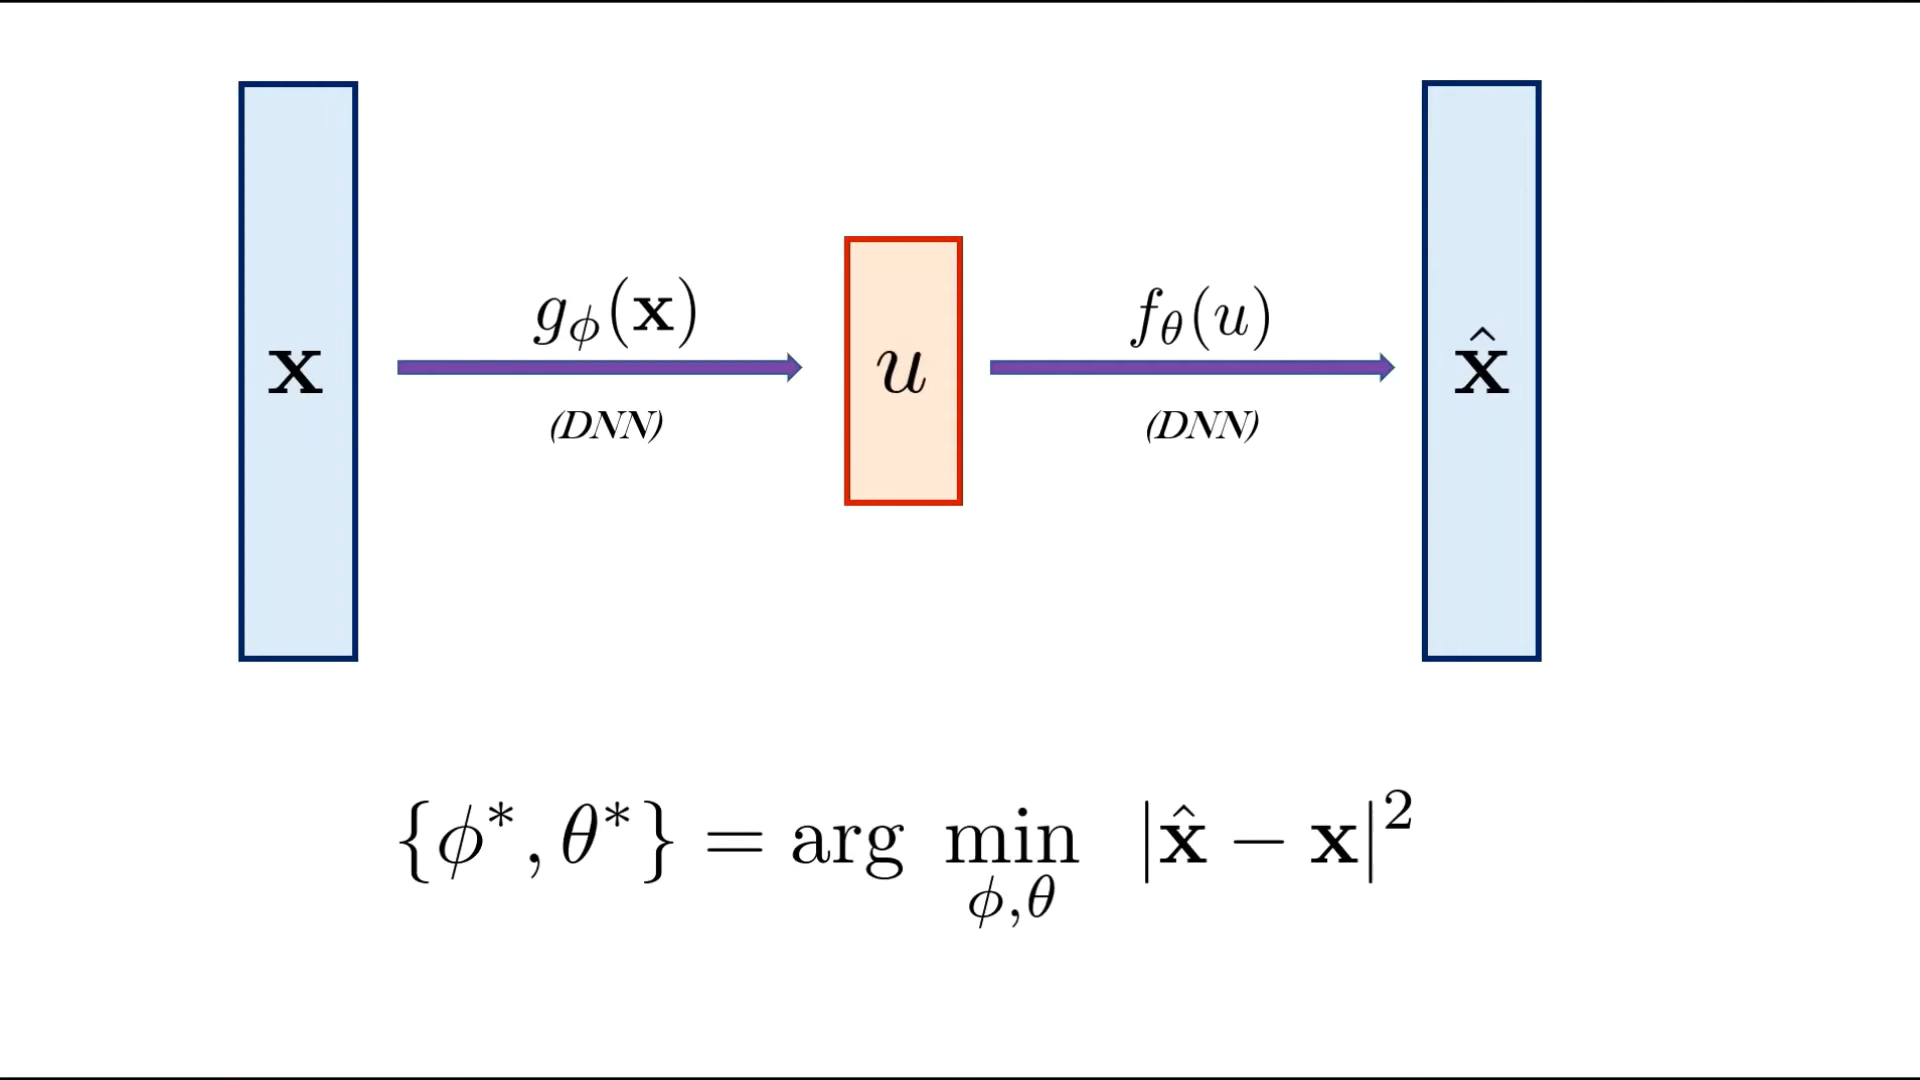 x
g_ϕ(x)
(DNN)
u
f_θ(u)
(DNN)
x̂
{ϕ*, θ*} = arg min_{ϕ,θ} |x̂ − x|²